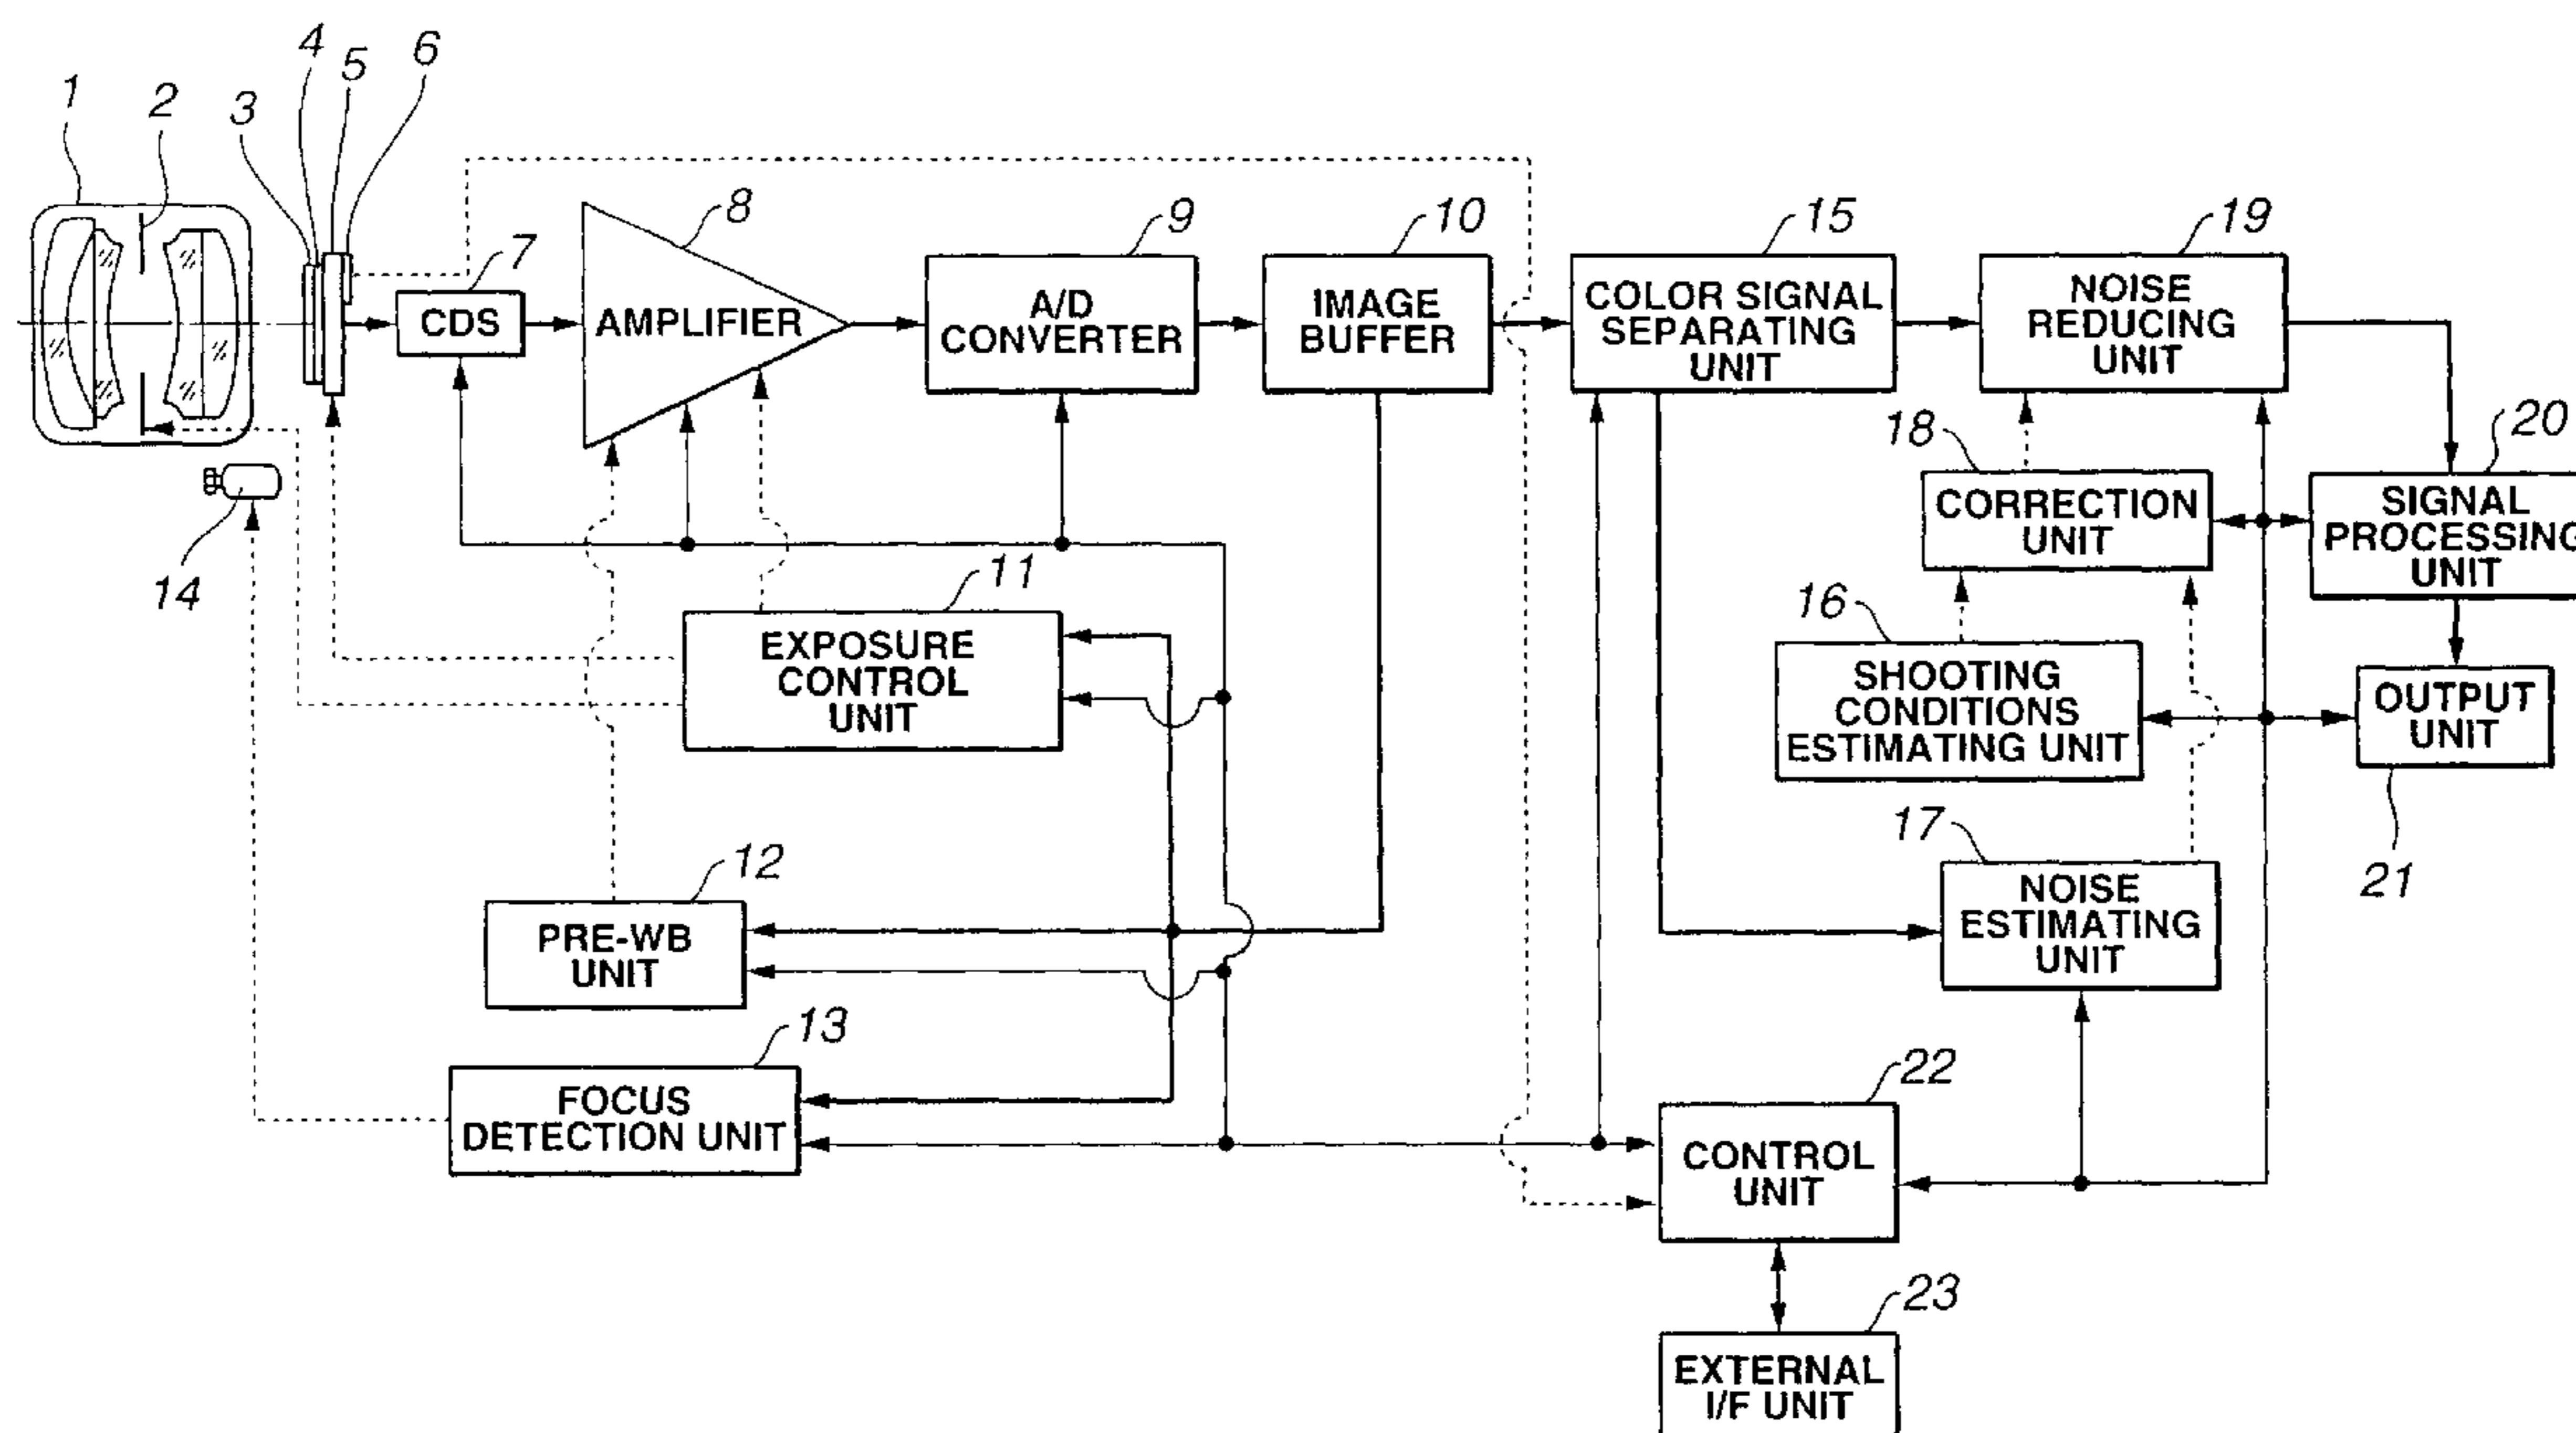 4
5
6
1
2
3
8
9
10
15
19
7
CDS
AMPLIFIER
A/D
CONVERTER
IMAGE
BUFFER
COLOR SIGNAL
SEPARATING
UNIT
NOISE
REDUCING
UNIT
18
20
14
CORRECTION
UNIT
SIGNAL
PROCESSING
UNIT
11
EXPOSURE
CONTROL
UNIT
16
SHOOTING
CONDITIONS
ESTIMATING UNIT
OUTPUT
UNIT
21
12
PRE-WB
UNIT
17
NOISE
ESTIMATING
UNIT
13
FOCUS
DETECTION UNIT
22
CONTROL
UNIT
23
EXTERNAL
I/F UNIT